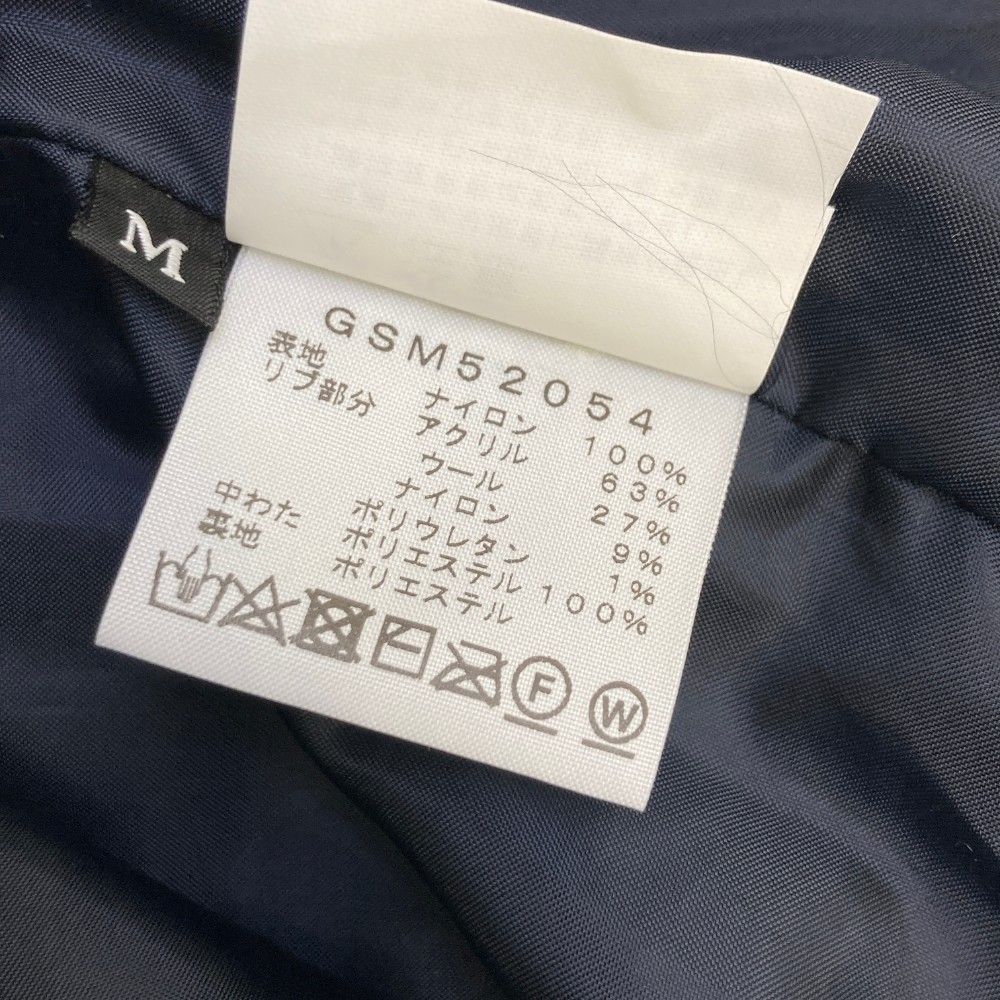 M
GSM52054
表地 ナイロン 100%
リブ部分 アクリル 63%
ウール 27%
ナイロン 9%
ポリウレタン 1%
中わた ポリエステル 100%
表地 ポリエステル
F W